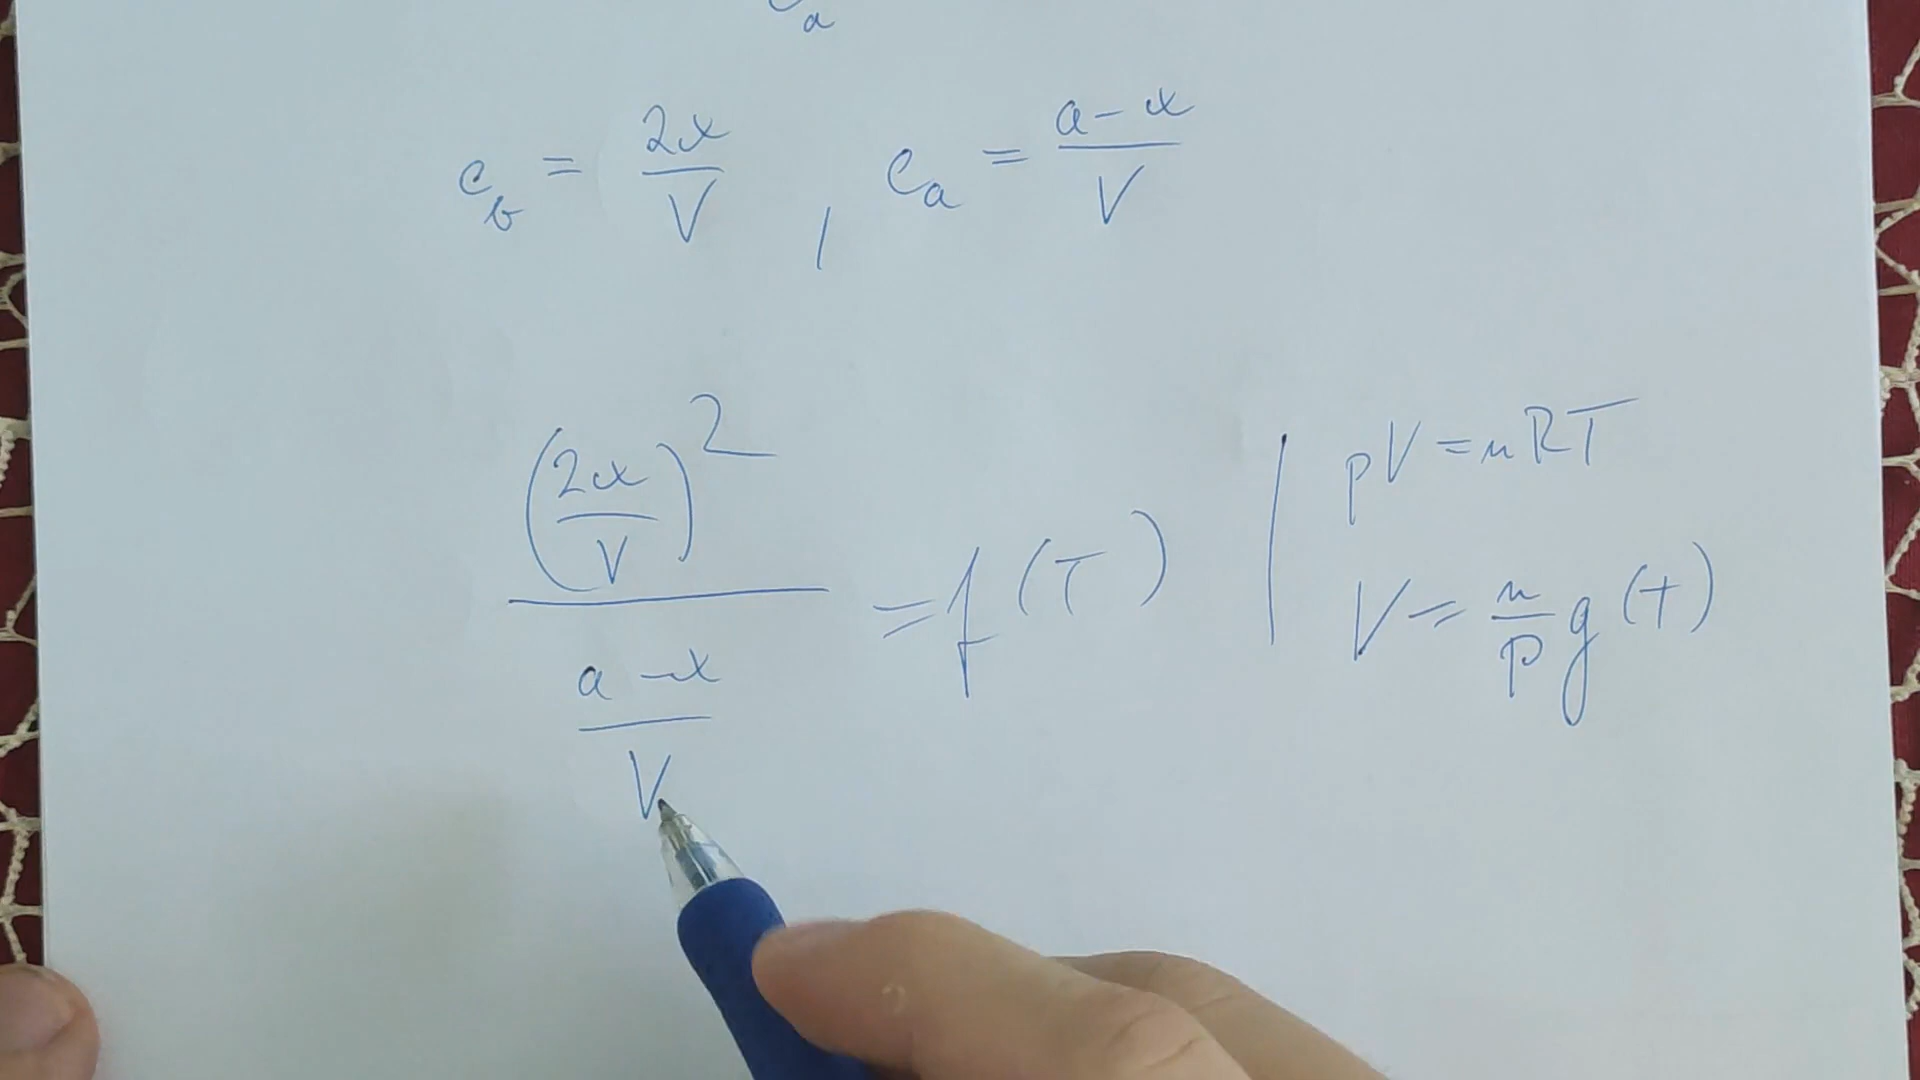 a
c_b = 2x/V , c_a = (a-x)/V
(2x/V)^2 / ((a-x)/V) = f(T)
pV = nRT
V = n/p g(T)